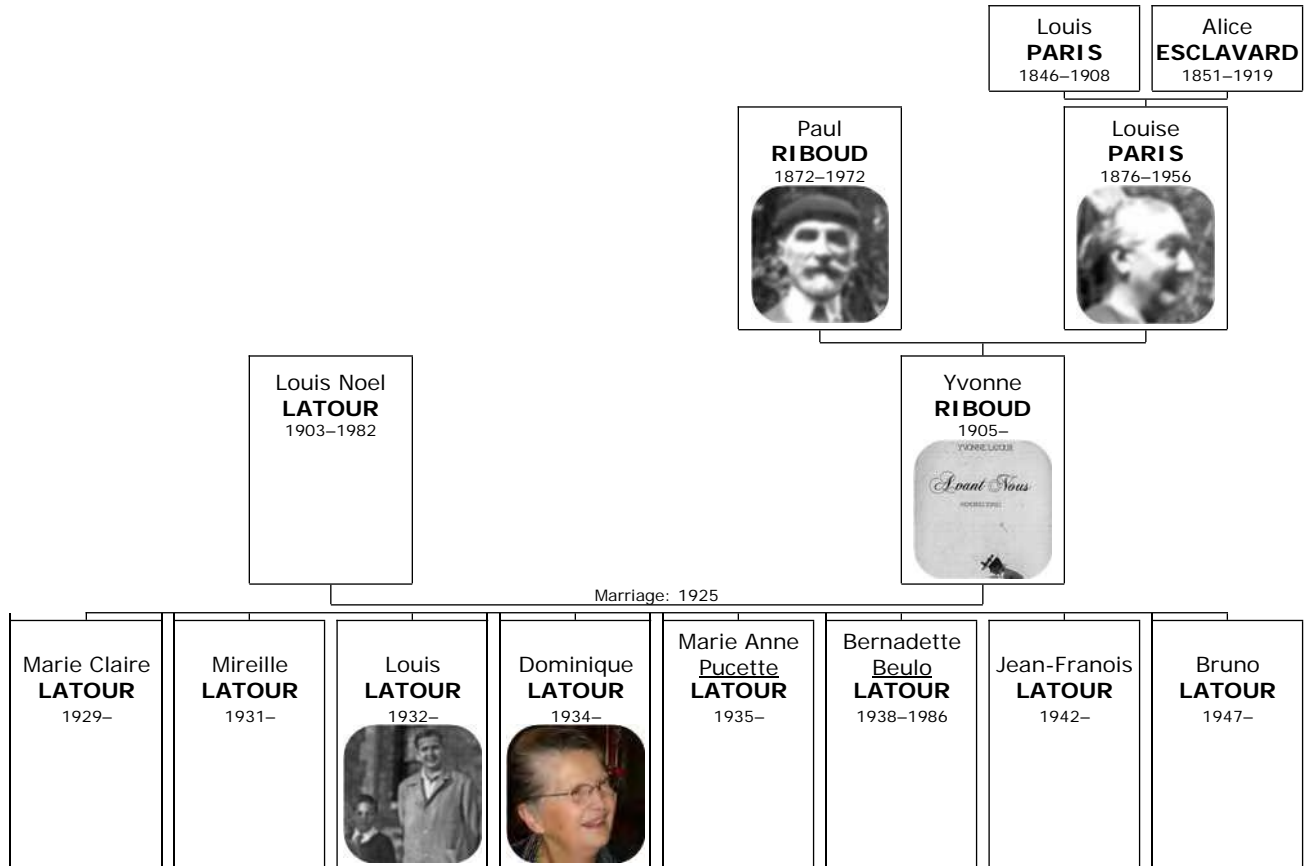 Louis
PARIS
1846–1908
Alice
ESCLAVARD
1851–1919
Paul
RIBOUD
1872–1972
Louise
PARIS
1876–1956
Louis Noel
LATOUR
1903–1982
Yvonne
RIBOUD
1905–
YVONNE LATOUR
Avant Nous
Marriage: 1925
Marie Claire
LATOUR
1929–
Mireille
LATOUR
1931–
Louis
LATOUR
1932–
Dominique
LATOUR
1934–
Marie Anne
Pucette
LATOUR
1935–
Bernadette
Beulo
LATOUR
1938–1986
Jean-Franois
LATOUR
1942–
Bruno
LATOUR
1947–